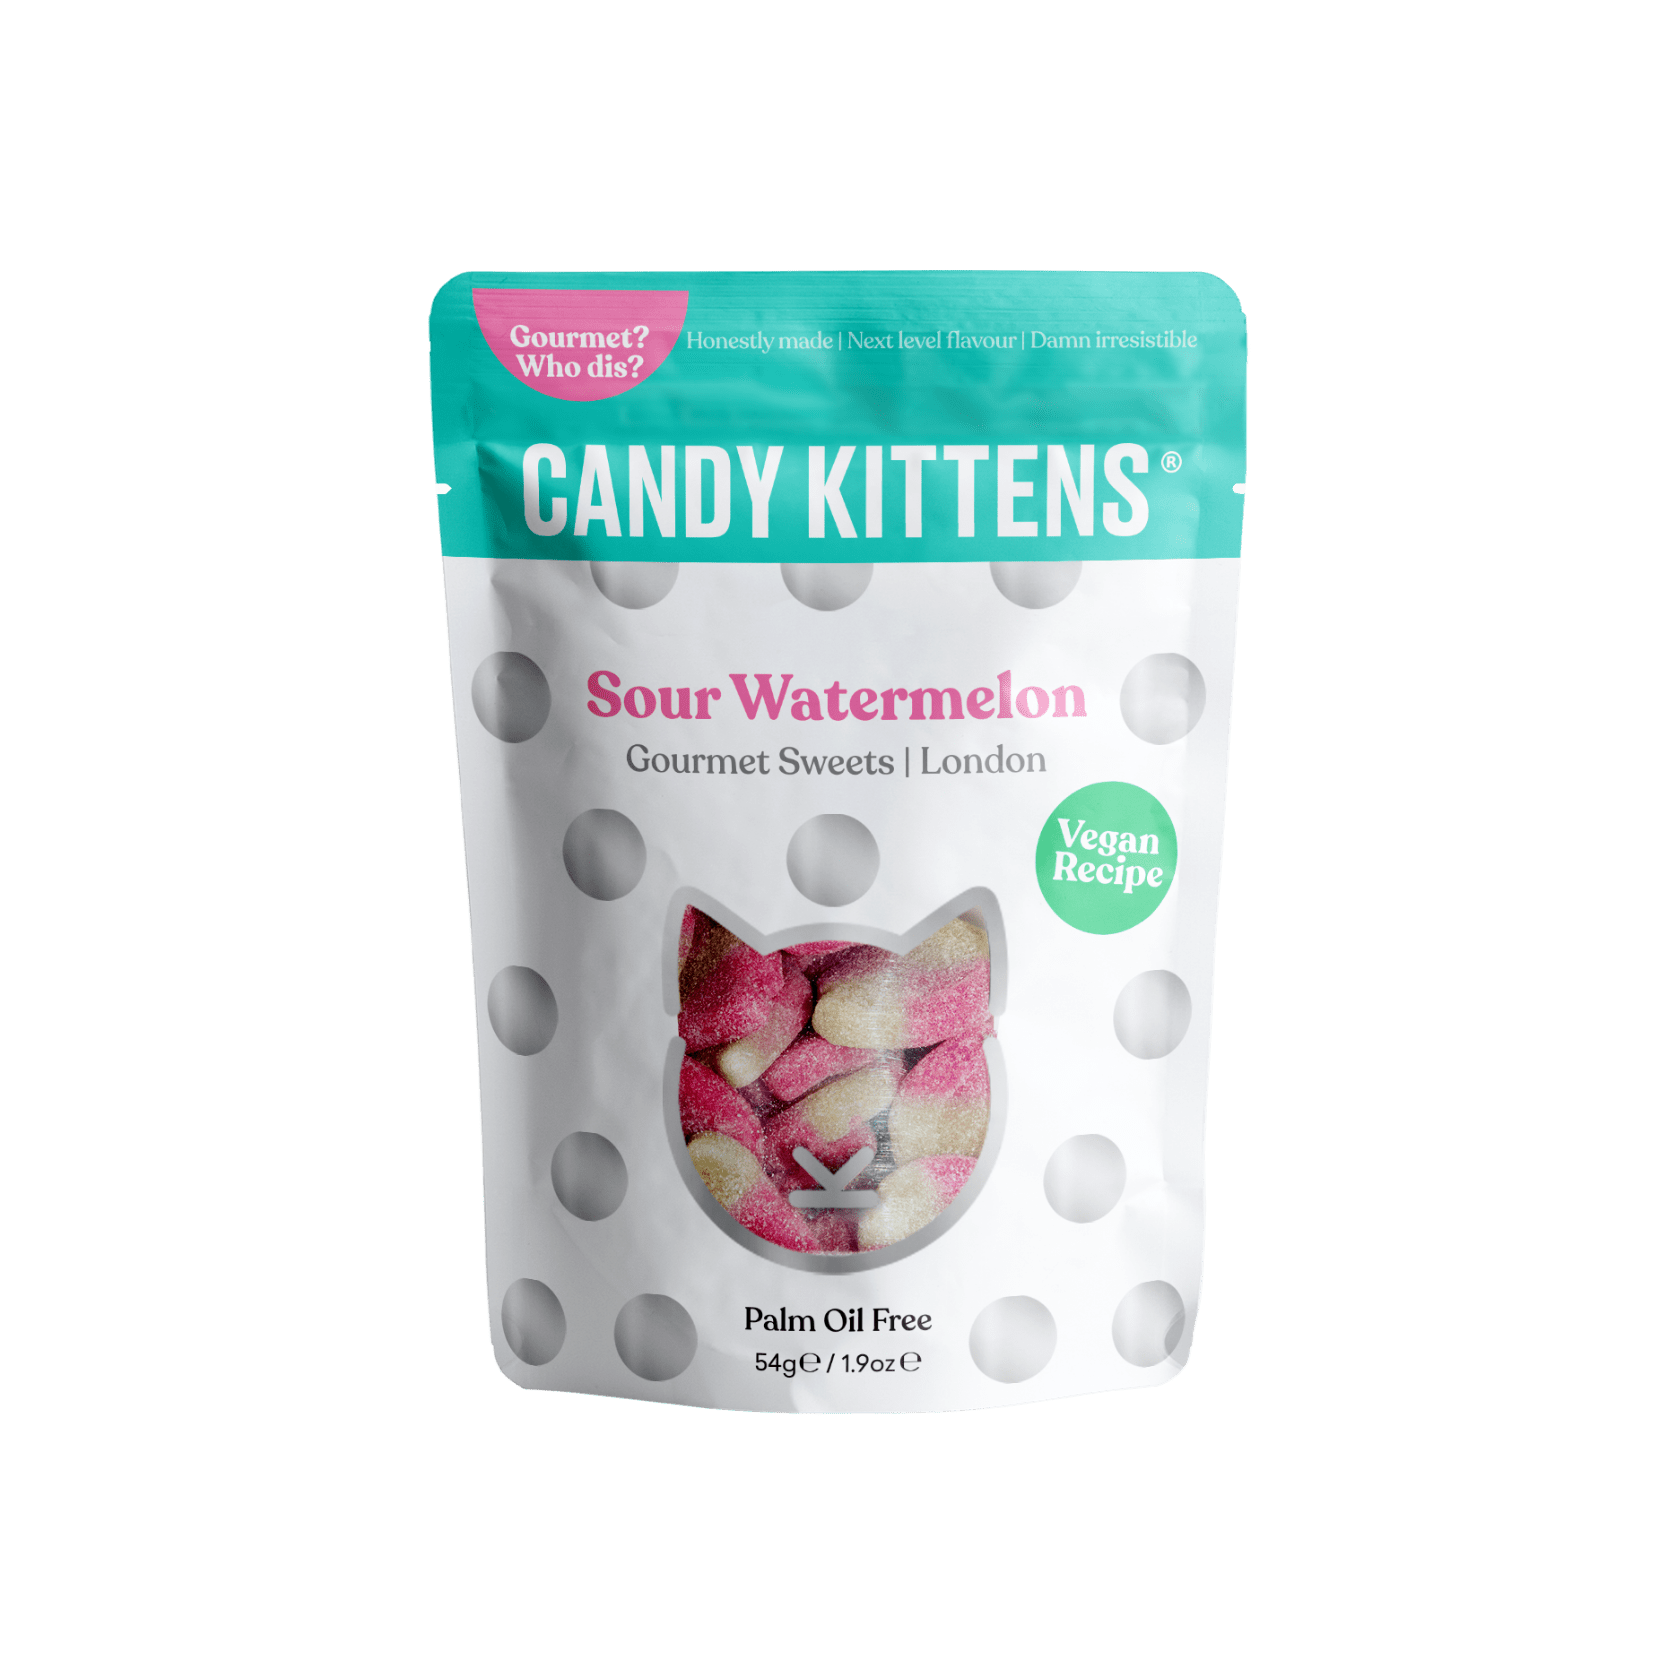 Gourmet?
Who dis?
Honestly made | Next level flavour | Damn irresistible
CANDY KITTENS®
Sour Watermelon
Gourmet Sweets | London
Vegan
Recipe
K
Palm Oil Free
54g℮ / 1.9oz℮